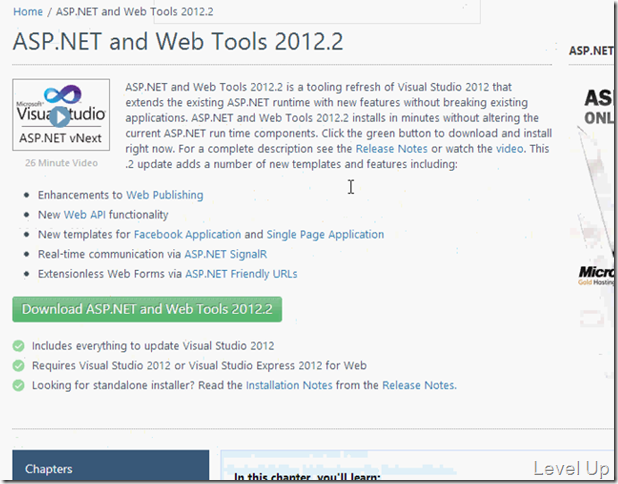 Home / ASP.NET and Web Tools 2012.2
ASP.NET and Web Tools 2012.2
Microsoft
Visual Studio
ASP.NET vNext
26 Minute Video
ASP.NET and Web Tools 2012.2 is a tooling refresh of Visual Studio 2012 that
extends the existing ASP.NET runtime with new features without breaking existing
applications. ASP.NET and Web Tools 2012.2 installs in minutes without altering the
current ASP.NET run time components. Click the green button to download and install
right now. For a complete description see the Release Notes or watch the video. This
.2 update adds a number of new templates and features including:
Enhancements to Web Publishing
New Web API functionality
New templates for Facebook Application and Single Page Application
Real-time communication via ASP.NET SignalR
Extensionless Web Forms via ASP.NET Friendly URLs
Download ASP.NET and Web Tools 2012.2
Includes everything to update Visual Studio 2012
Requires Visual Studio 2012 or Visual Studio Express 2012 for Web
Looking for standalone installer? Read the Installation Notes from the Release Notes.
Chapters
In this chapter, you'll learn:
ASP.NET
AS
ONL
Micro
Gold Hosting
Level Up